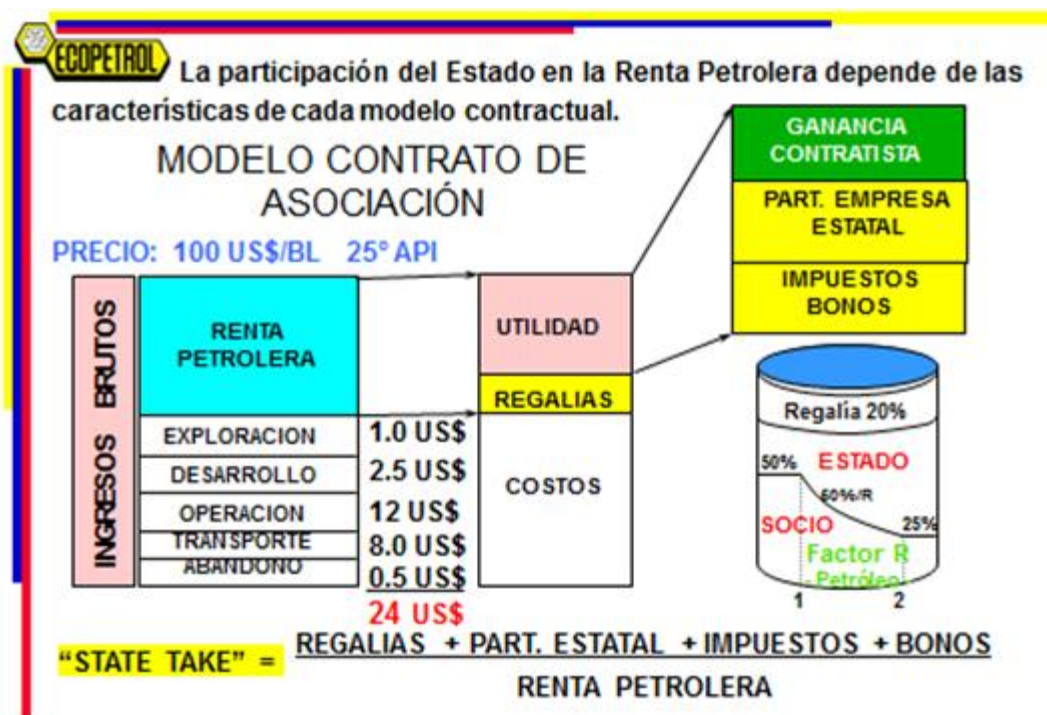 ECOPETROL
La participación del Estado en la Renta Petrolera depende de las
características de cada modelo contractual.
MODELO CONTRATO DE
ASOCIACIÓN
PRECIO: 100 US$/BL 25° API
INGRESOS BRUTOS
RENTA
PETROLERA
EXPLORACION 1.0 US$
DESARROLLO 2.5 US$
OPERACION 12 US$
TRANSPORTE 8.0 US$
ABANDONO 0.5 US$
24 US$
UTILIDAD
REGALIAS
COSTOS
GANANCIA
CONTRATISTA
PART. EMPRESA
ESTATAL
IMPUESTOS
BONOS
Regalía 20%
50% ESTADO
60%/R
SOCIO 25%
Factor R
- Petróleo
1 2
"STATE TAKE" = REGALIAS + PART. ESTATAL + IMPUESTOS + BONOS
RENTA PETROLERA